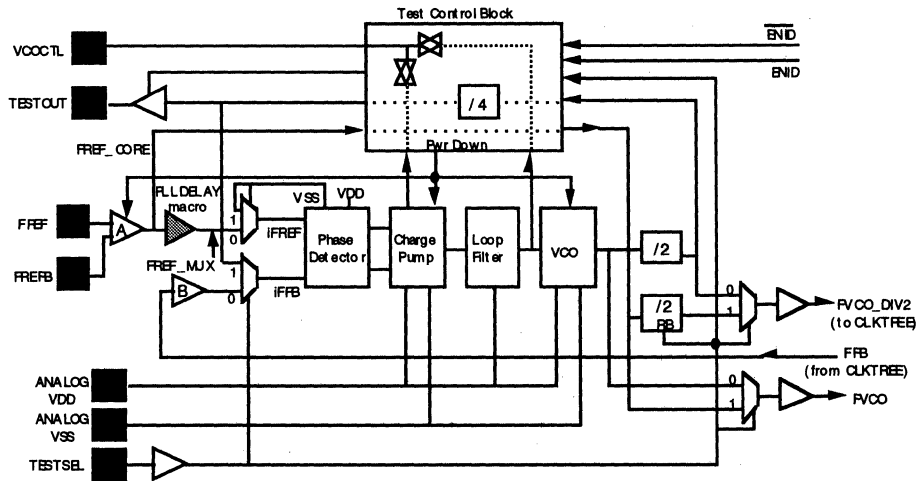 Test Control Block
VCOCTL
ENID
ENID
TESTOUT
/ 4
FREF_CORE
Pwr Down
PLLDELAY
macro
VSS
VDD
FREF
A
1
0
iFREF
Phase
Detector
Charge
Pump
Loop
Filter
VCO
/2
FREFB
FREF_MUX
1
0
iFFB
B
/2
RB
0
1
FVCO_DIV2
(to CLKTREE)
FFB
(from CLKTREE)
ANALOG
VDD
0
1
FVCO
ANALOG
VSS
TESTSEL